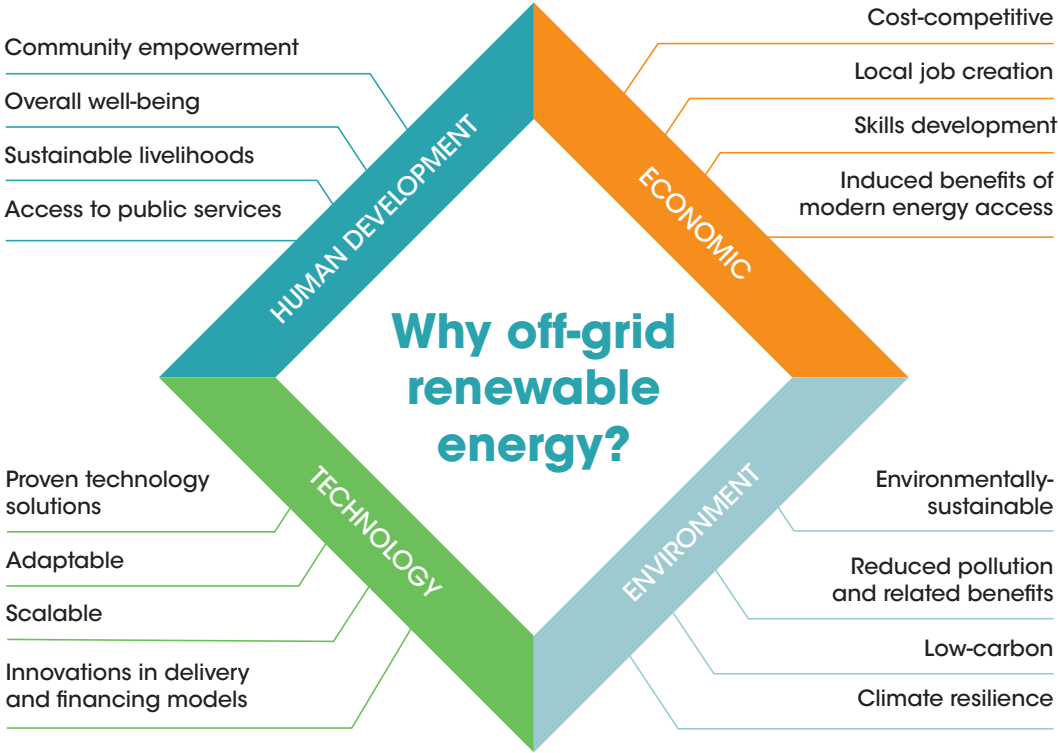 Community empowerment
Overall well-being
Sustainable livelihoods
Access to public services
HUMAN DEVELOPMENT
Cost-competitive
Local job creation
Skills development
Induced benefits of
modern energy access
ECONOMIC
Why off-grid
renewable
energy?
Proven technology
solutions
Adaptable
Scalable
Innovations in delivery
and financing models
TECHNOLOGY
Environmentally-
sustainable
Reduced pollution
and related benefits
Low-carbon
Climate resilience
ENVIRONMENT